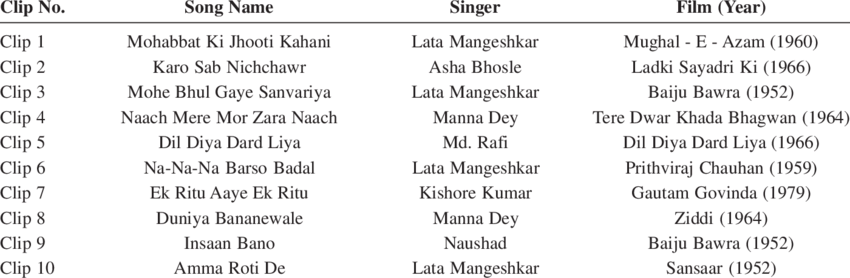 Clip No. Song Name Singer Film (Year)
Clip 1 Mohabbat Ki Jhooti Kahani Lata Mangeshkar Mughal - E - Azam (1960)
Clip 2 Karo Sab Nichchawr Asha Bhosle Ladki Sayadri Ki (1966)
Clip 3 Mohe Bhul Gaye Sanvariya Lata Mangeshkar Baiju Bawra (1952)
Clip 4 Naach Mere Mor Zara Naach Manna Dey Tere Dwar Khada Bhagwan (1964)
Clip 5 Dil Diya Dard Liya Md. Rafi Dil Diya Dard Liya (1966)
Clip 6 Na-Na-Na Barso Badal Lata Mangeshkar Prithviraj Chauhan (1959)
Clip 7 Ek Ritu Aaye Ek Ritu Kishore Kumar Gautam Govinda (1979)
Clip 8 Duniya Bananewale Manna Dey Ziddi (1964)
Clip 9 Insaan Bano Naushad Baiju Bawra (1952)
Clip 10 Amma Roti De Lata Mangeshkar Sansaar (1952)